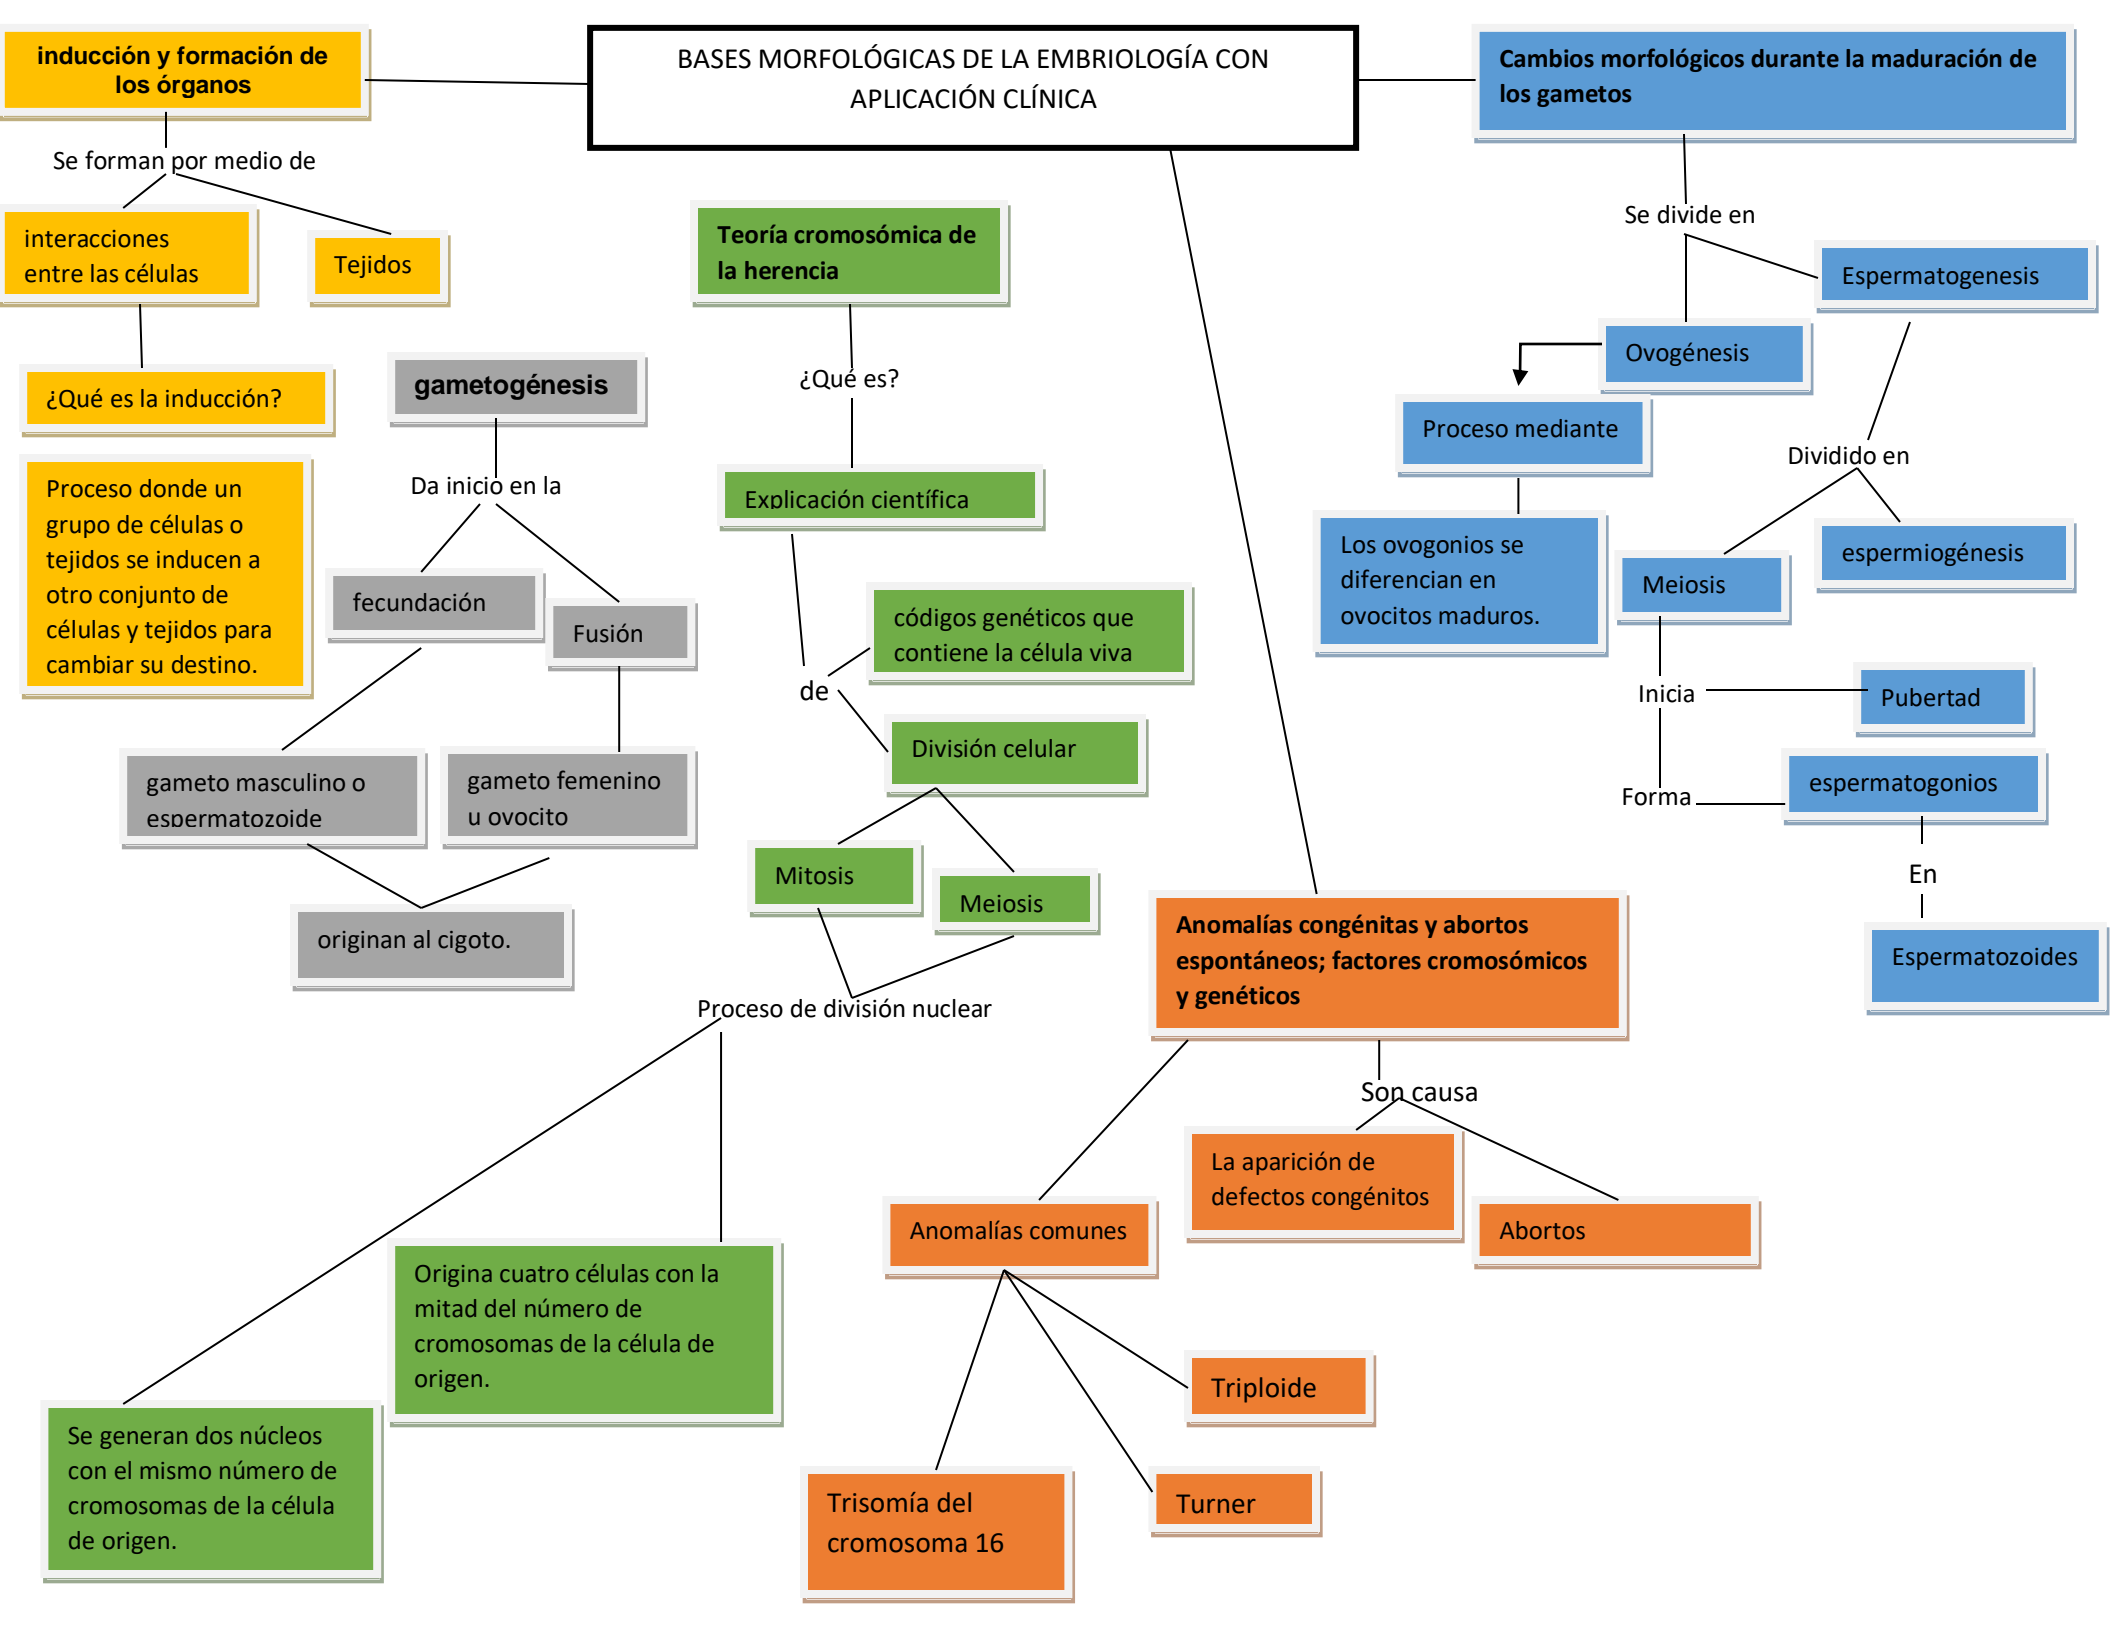 BASES MORFOLÓGICAS DE LA EMBRIOLOGÍA CON
APLICACIÓN CLÍNICA
inducción y formación de
los órganos
Se forman por medio de
interacciones
entre las células
Tejidos
¿Qué es la inducción?
Proceso donde un
grupo de células o
tejidos se inducen a
otro conjunto de
células y tejidos para
cambiar su destino.
gametogénesis
Da inicio en la
fecundación
Fusión
gameto masculino o
espermatozoide
gameto femenino
u ovocito
originan al cigoto.
Teoría cromosómica de
la herencia
¿Qué es?
Explicación científica
de
códigos genéticos que
contiene la célula viva
División celular
Mitosis
Meiosis
Proceso de división nuclear
Origina cuatro células con la
mitad del número de
cromosomas de la célula de
origen.
Se generan dos núcleos
con el mismo número de
cromosomas de la célula
de origen.
Anomalías congénitas y abortos
espontáneos; factores cromosómicos
y genéticos
Son causa
La aparición de
defectos congénitos
Abortos
Anomalías comunes
Triploide
Turner
Trisomía del
cromosoma 16
Cambios morfológicos durante la maduración de
los gametos
Se divide en
Espermatogenesis
Ovogénesis
Proceso mediante
Los ovogonios se
diferencian en
ovocitos maduros.
Dividido en
espermiogénesis
Meiosis
Inicia
Pubertad
Forma
espermatogonios
En
Espermatozoides